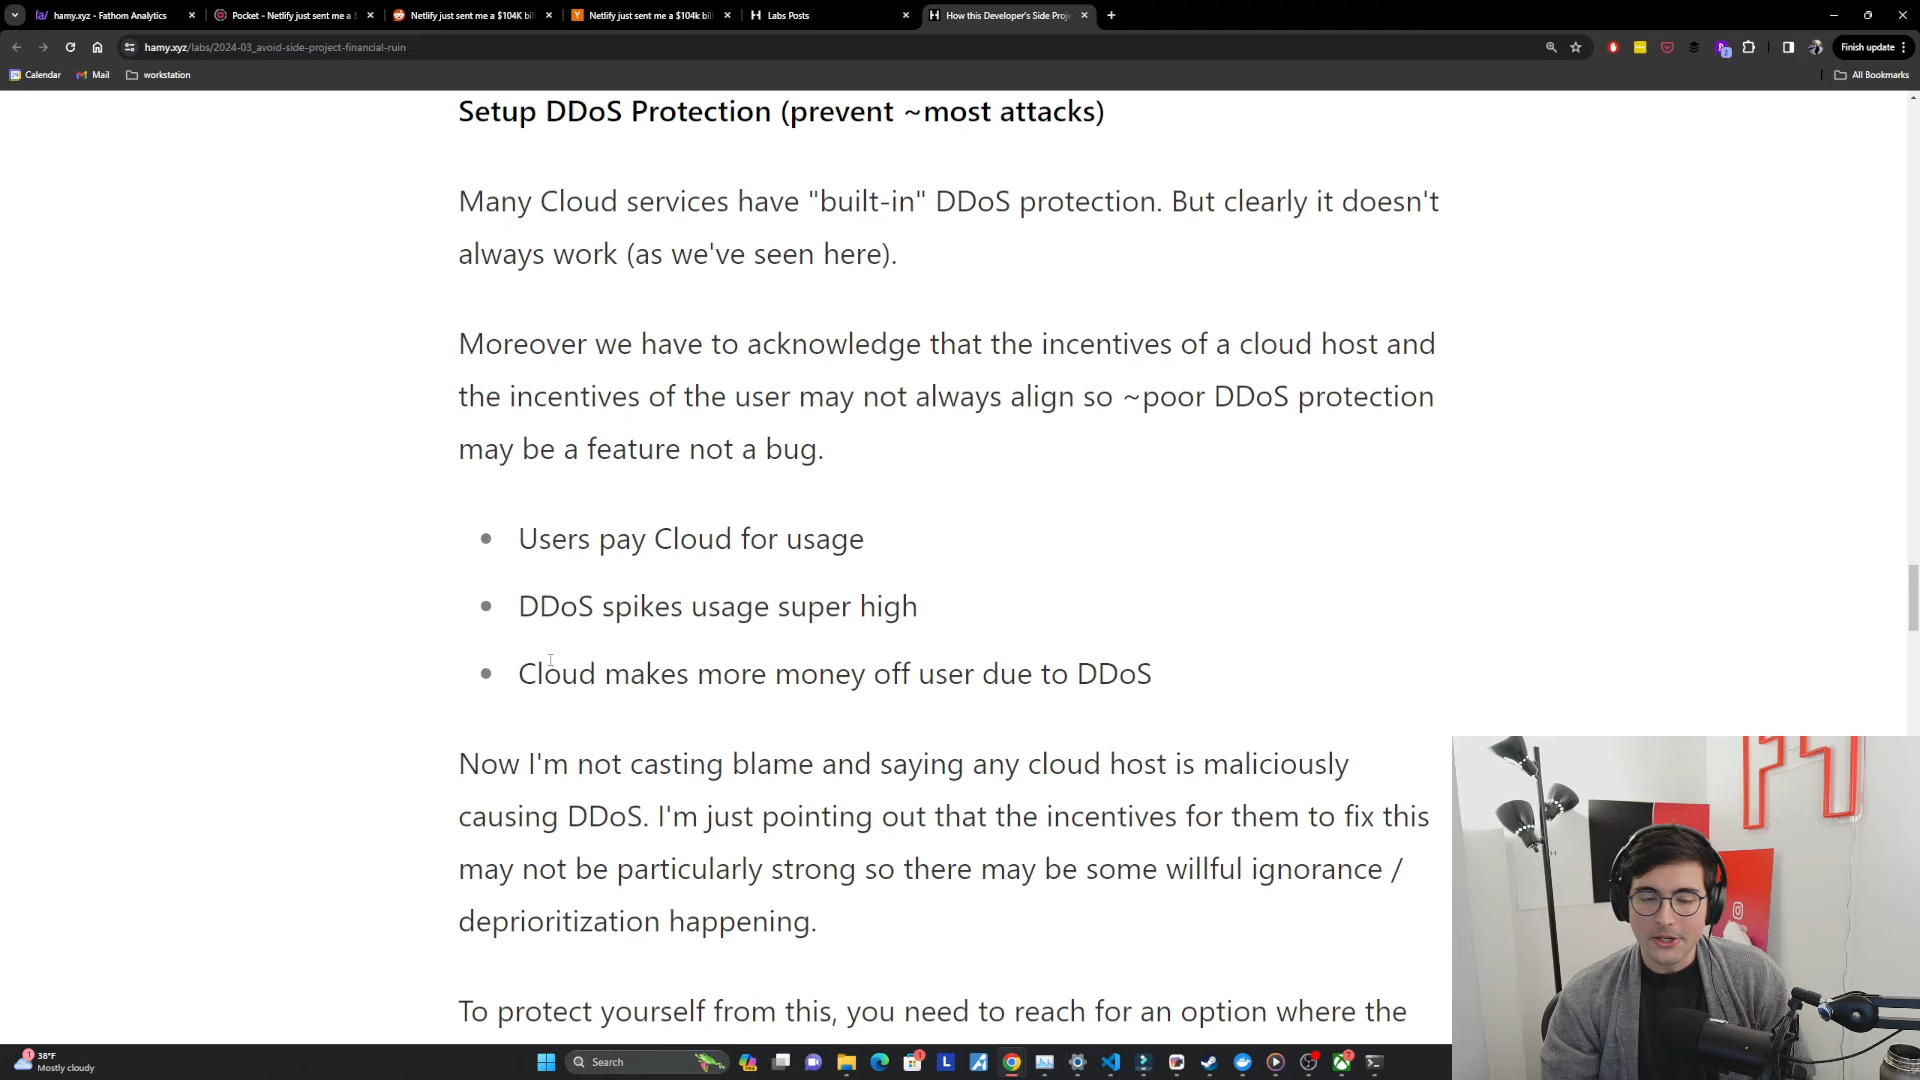 hamy.xyz - Fathom Analytics
Pocket - Netlify just sent me a $
Netlify just sent me a $104K bil
Netlify just sent me a $104k bil
Labs Posts
How this Developer's Side Proj
hamy.xyz/labs/2024-03_avoid-side-project-financial-ruin
Finish update
Calendar
Mail
workstation
All Bookmarks
Setup DDoS Protection (prevent ~most attacks)
Many Cloud services have "built-in" DDoS protection. But clearly it doesn't
always work (as we've seen here).
Moreover we have to acknowledge that the incentives of a cloud host and
the incentives of the user may not always align so ~poor DDoS protection
may be a feature not a bug.
• Users pay Cloud for usage
• DDoS spikes usage super high
• Cloud makes more money off user due to DDoS
Now I'm not casting blame and saying any cloud host is maliciously
causing DDoS. I'm just pointing out that the incentives for them to fix this
may not be particularly strong so there may be some willful ignorance /
deprioritization happening.
To protect yourself from this, you need to reach for an option where the
38°F
Mostly cloudy
Search